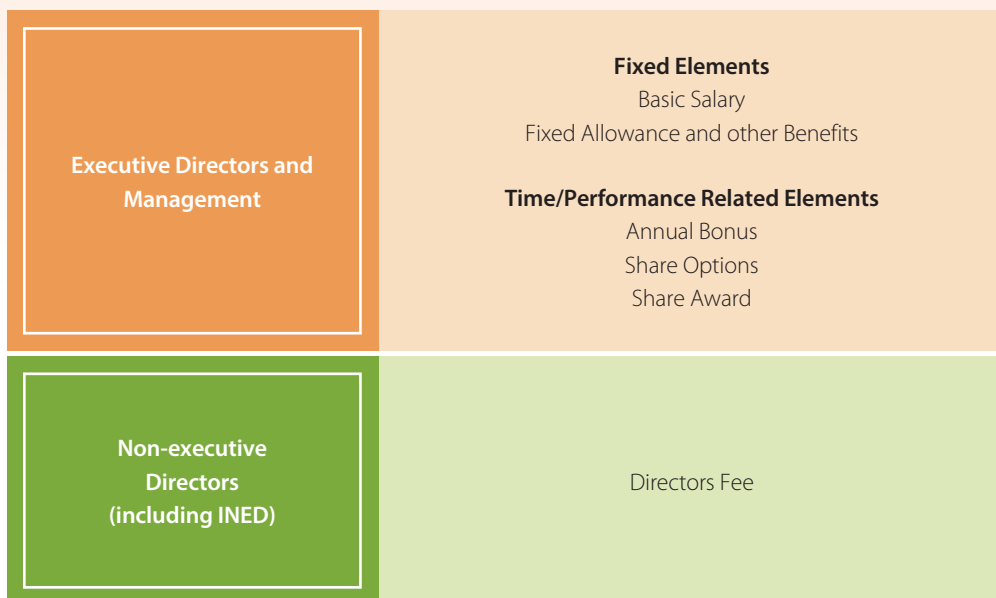 Executive Directors and
Management
Fixed Elements
Basic Salary
Fixed Allowance and other Benefits
Time/Performance Related Elements
Annual Bonus
Share Options
Share Award
Non-executive
Directors
(including INED)
Directors Fee